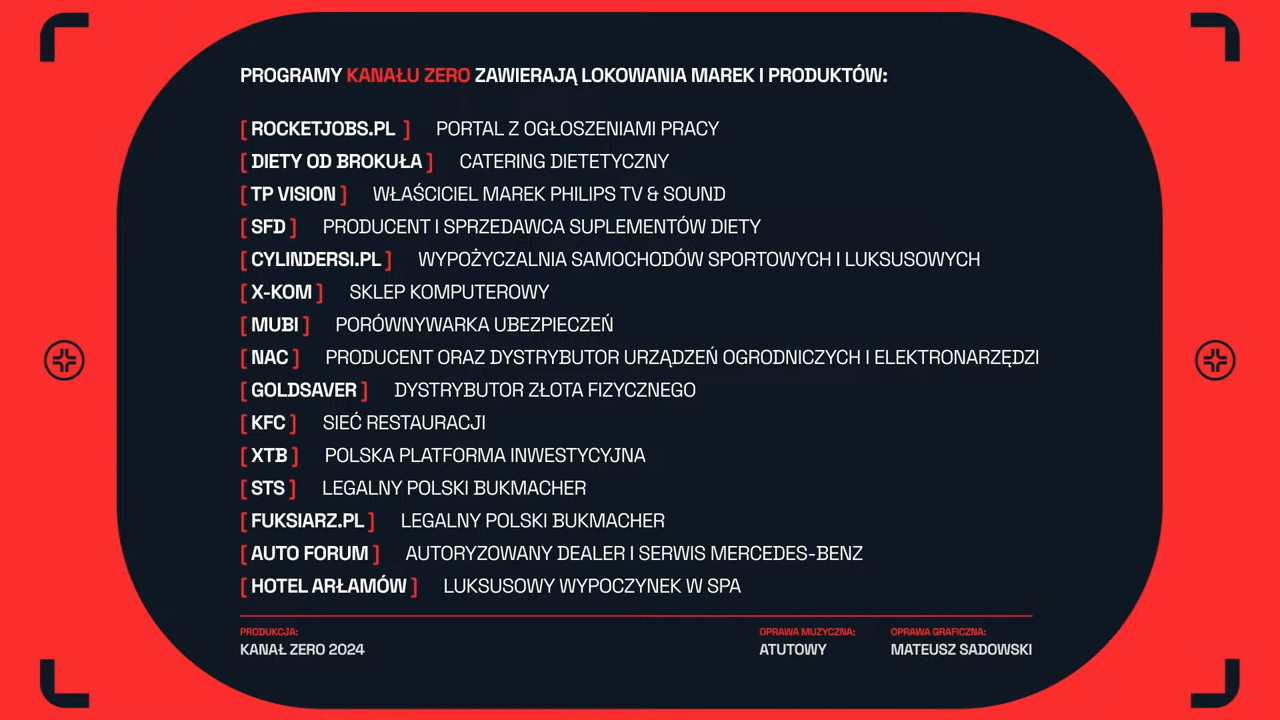 PROGRAMY KANAŁU ZERO ZAWIERAJĄ LOKOWANIA MAREK I PRODUKTÓW:
[ ROCKETJOBS.PL ] PORTAL Z OGŁOSZENIAMI PRACY
[ DIETY OD BROKUŁA ] CATERING DIETETYCZNY
[ TP VISION ] WŁAŚCICIEL MAREK PHILIPS TV & SOUND
[ SFD ] PRODUCENT I SPRZEDAWCA SUPLEMENTÓW DIETY
[ CYLINDERSI.PL ] WYPOŻYCZALNIA SAMOCHODÓW SPORTOWYCH I LUKSUSOWYCH
[ X-KOM ] SKLEP KOMPUTEROWY
[ MUBI ] PORÓWNYWARKA UBEZPIECZEŃ
[ NAC ] PRODUCENT ORAZ DYSTRYBUTOR URZĄDZEŃ OGRODNICZYCH I ELEKTRONARZĘDZI
[ GOLDSAVER ] DYSTRYBUTOR ZŁOTA FIZYCZNEGO
[ KFC ] SIEĆ RESTAURACJI
[ XTB ] POLSKA PLATFORMA INWESTYCYJNA
[ STS ] LEGALNY POLSKI BUKMACHER
[ FUKSIARZ.PL ] LEGALNY POLSKI BUKMACHER
[ AUTO FORUM ] AUTORYZOWANY DEALER I SERWIS MERCEDES-BENZ
[ HOTEL ARŁAMÓW ] LUKSUSOWY WYPOCZYNEK W SPA
PRODUKCJA: OPRAWA MUZYCZNA: OPRAWA GRAFICZNA:
KANAŁ ZERO 2024 ATUTOWY MATEUSZ SADOWSKI